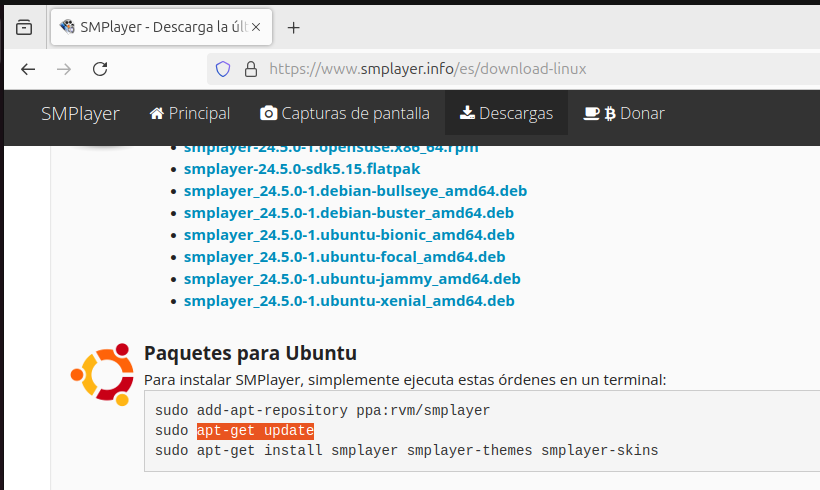 SMPlayer - Descarga la úl
https://www.smplayer.info/es/download-linux
SMPlayer Principal Capturas de pantalla Descargas Donar
smplayer-24.5.0-1.opensuse.x86_64.rpm
smplayer-24.5.0-sdk5.15.flatpak
smplayer_24.5.0-1.debian-bullseye_amd64.deb
smplayer_24.5.0-1.debian-buster_amd64.deb
smplayer_24.5.0-1.ubuntu-bionic_amd64.deb
smplayer_24.5.0-1.ubuntu-focal_amd64.deb
smplayer_24.5.0-1.ubuntu-jammy_amd64.deb
smplayer_24.5.0-1.ubuntu-xenial_amd64.deb
Paquetes para Ubuntu
Para instalar SMPlayer, simplemente ejecuta estas órdenes en un terminal:
sudo add-apt-repository ppa:rvm/smplayer
sudo apt-get update
sudo apt-get install smplayer smplayer-themes smplayer-skins